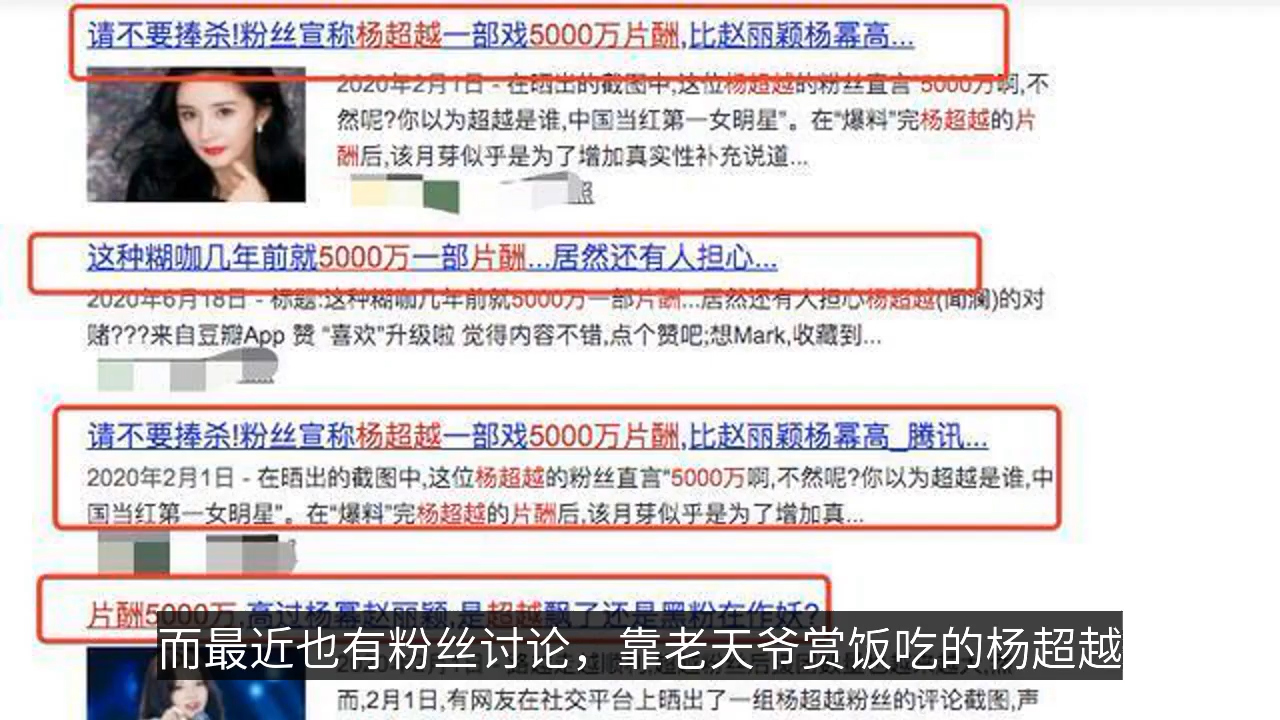 请不要捧杀!粉丝宣称杨超越一部戏5000万片酬,比赵丽颖杨幂高...
2020年2月1日 - 在晒出的截图中,这位杨超越的粉丝直言“5000万啊,不
然呢?你以为超越是谁,中国当红第一女明星”。在“爆料”完杨超越的片
酬后,该月芽似乎是为了增加真实性补充说道...
这种糊咖几年前就5000万一部片酬...居然还有人担心...
2020年6月18日 - 标题:这种糊咖几年前就5000万一部片酬...居然还有人担心杨超越(闻澜)的对
赌???来自豆瓣App 赞 “喜欢”升级啦 觉得内容不错,点个赞吧;想Mark,收藏到...
请不要捧杀!粉丝宣称杨超越一部戏5000万片酬,比赵丽颖杨幂高_腾讯...
2020年2月1日 - 在晒出的截图中,这位杨超越的粉丝直言“5000万啊,不然呢?你以为超越是谁,中
国当红第一女明星”。在“爆料”完杨超越的片酬后,该月芽似乎是为了增加真...
片酬5000万,高过杨幂赵丽颖,是超越飘了还是黑粉在作妖?
而最近也有粉丝讨论，靠老天爷赏饭吃的杨超越
而,2月1日,有网友在社交平台上晒出了一组杨超越粉丝的评论截图,声